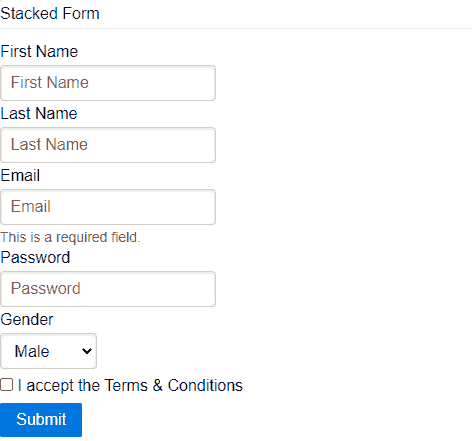 Stacked Form
First Name
First Name
Last Name
Last Name
Email
Email
This is a required field.
Password
Password
Gender
Male
I accept the Terms & Conditions
Submit